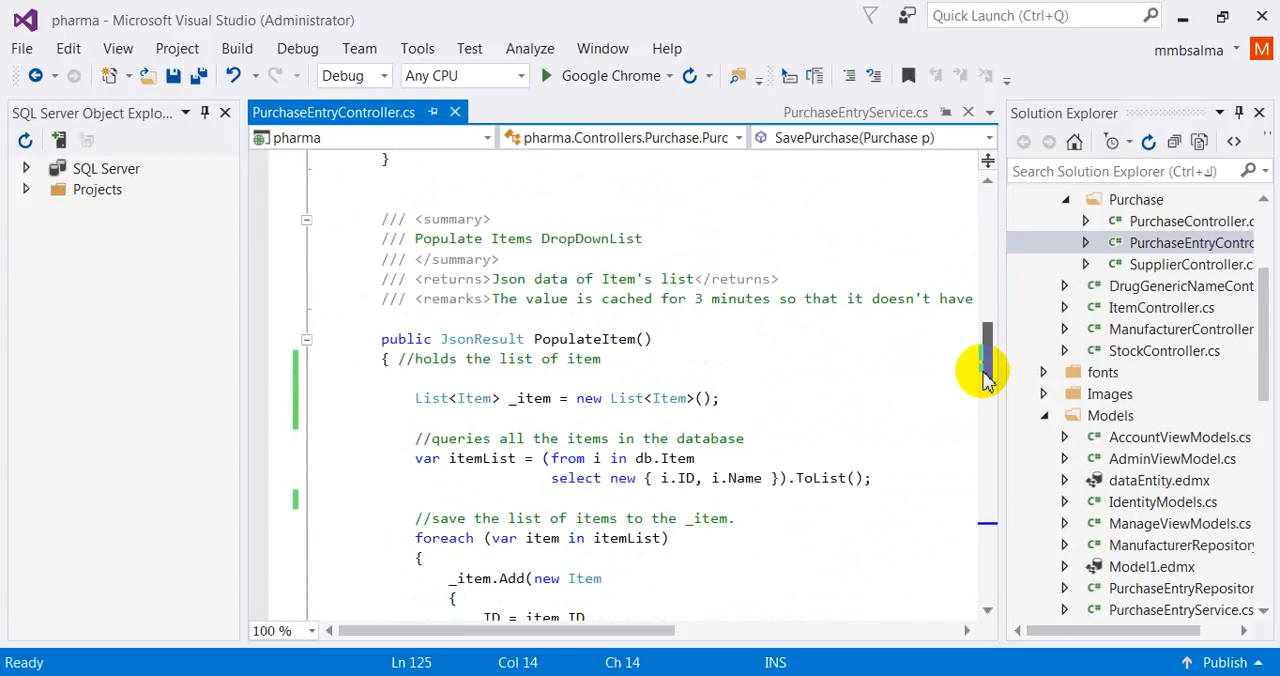 pharma - Microsoft Visual Studio (Administrator)
Quick Launch (Ctrl+Q)
File Edit View Project Build Debug Team Tools Test Analyze Window Help
mmbsalma
M
Debug Any CPU Google Chrome
SQL Server Object Explo...
SQL Server
Projects
PurchaseEntryController.cs
PurchaseEntryService.cs
pharma
pharma.Controllers.Purchase.Purc
SavePurchase(Purchase p)
}
/// <summary>
/// Populate Items DropDownList
/// </summary>
/// <returns>Json data of Item's list</returns>
/// <remarks>The value is cached for 3 minutes so that it doesn't have
public JsonResult PopulateItem()
{ //holds the list of item
List<Item> _item = new List<Item>();
//queries all the items in the database
var itemList = (from i in db.Item
select new { i.ID, i.Name }).ToList();
//save the list of items to the _item.
foreach (var item in itemList)
{
_item.Add(new Item
{
ID = item.ID
100 %
Solution Explorer
Search Solution Explorer (Ctrl+ك)
Purchase
C# PurchaseController.c
C# PurchaseEntryContro
C# SupplierController.c
C# DrugGenericNameCont
C# ItemController.cs
C# ManufacturerController
C# StockController.cs
fonts
Images
Models
C# AccountViewModels.cs
C# AdminViewModel.cs
dataEntity.edmx
C# IdentityModels.cs
C# ManageViewModels.cs
C# ManufacturerRepository
Model1.edmx
C# PurchaseEntryRepositor
C# PurchaseEntryService.cs
Ready
Ln 125 Col 14 Ch 14 INS
Publish